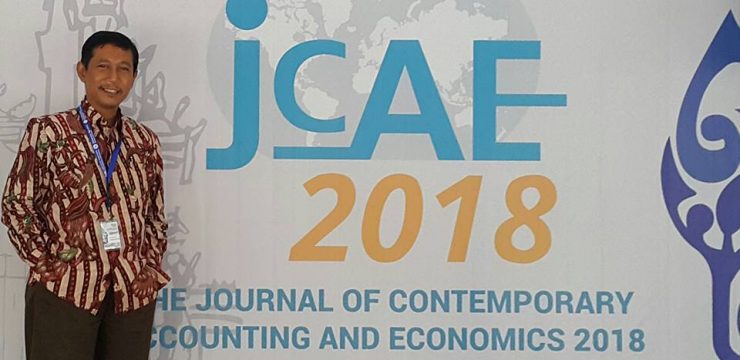 jcAE
2018
HE JOURNAL OF CONTEMPORARY
CCOUNTING AND ECONOMICS 2018